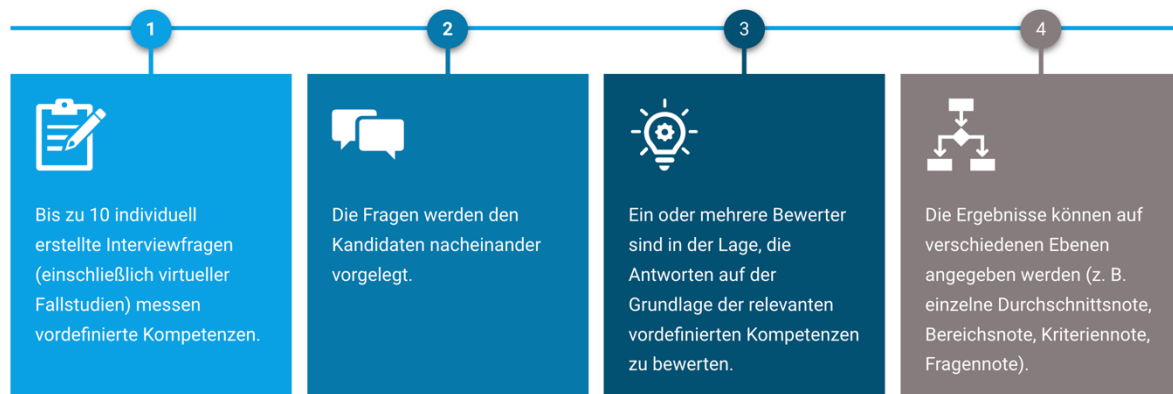 1
2
3
4
Bis zu 10 individuell
erstellte Interviewfragen
(einschließlich virtueller
Fallstudien) messen
vordefinierte Kompetenzen.
Die Fragen werden den
Kandidaten nacheinander
vorgelegt.
Ein oder mehrere Bewerter
sind in der Lage, die
Antworten auf der
Grundlage der relevanten
vordefinierten Kompetenzen
zu bewerten.
Die Ergebnisse können auf
verschiedenen Ebenen
angegeben werden (z. B.
einzelne Durchschnittsnote,
Bereichsnote, Kriteriennote,
Fragennote).